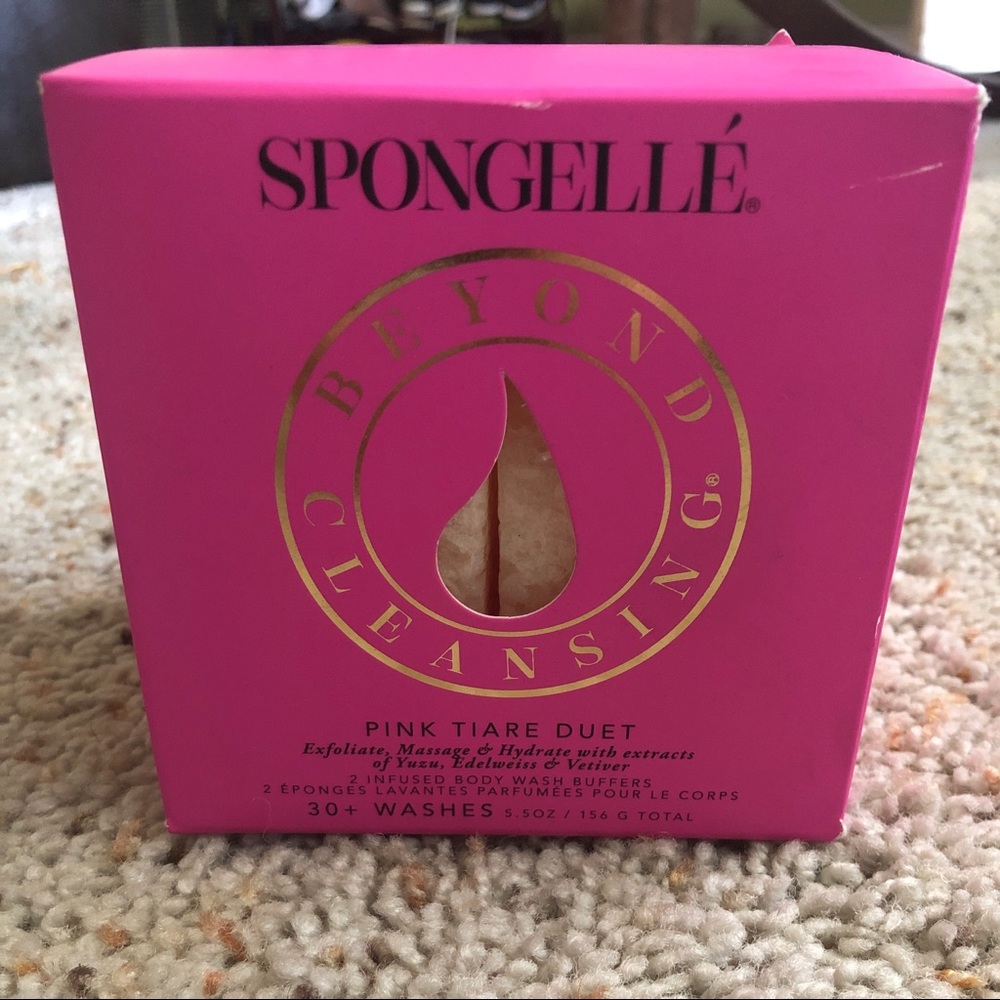 SPONGELLÉ®
BEYOND
CLEANSING®
PINK TIARE DUET
Exfoliate, Massage & Hydrate with extracts
of Yuzu, Edelweiss & Vetiver
2 INFUSED BODY WASH BUFFERS
2 ÉPONGES LAVANTES PARFUMÉES POUR LE CORPS
30+ WASHES 5.5OZ / 156 G TOTAL